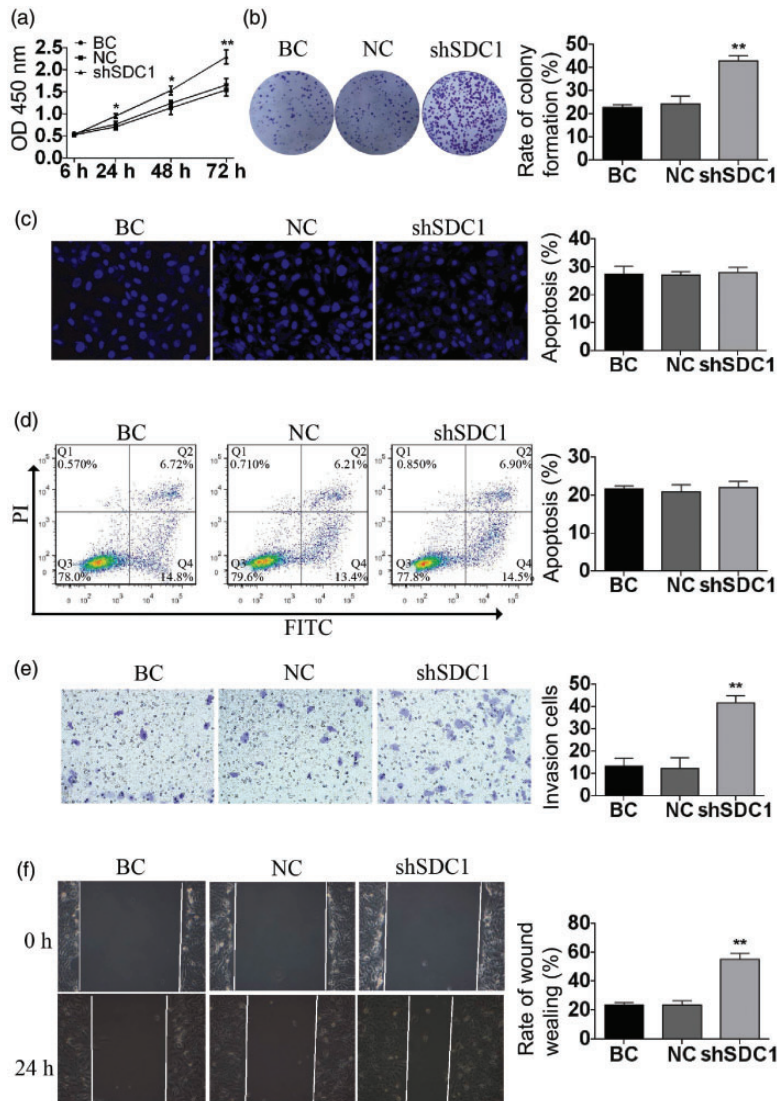 (a)
OD 450 nm
2.5
2.0
1.5
1.0
0.5
0.0
BC
NC
shSDC1
*
*
**
6 h 24 h 48 h 72 h
(b)
BC NC shSDC1
Rate of colony
formation (%)
50
40
30
20
10
0
**
BC NC shSDC1
(c)
BC NC shSDC1
Apoptosis (%)
40
30
20
10
0
BC NC shSDC1
(d)
BC NC shSDC1
PI
Q1 Q2
0.570% 6.72%
Q3 Q4
78.0% 14.8%
Q1 Q2
0.710% 6.21%
Q3 Q4
79.6% 13.4%
Q1 Q2
0.850% 6.90%
Q3 Q4
77.8% 14.5%
FITC
Apoptosis (%)
40
30
20
10
0
BC NC shSDC1
(e)
BC NC shSDC1
Invasion cells
50
40
30
20
10
0
**
BC NC shSDC1
(f)
BC NC shSDC1
0 h
24 h
Rate of wound
wealing (%)
80
60
40
20
0
**
BC NC shSDC1